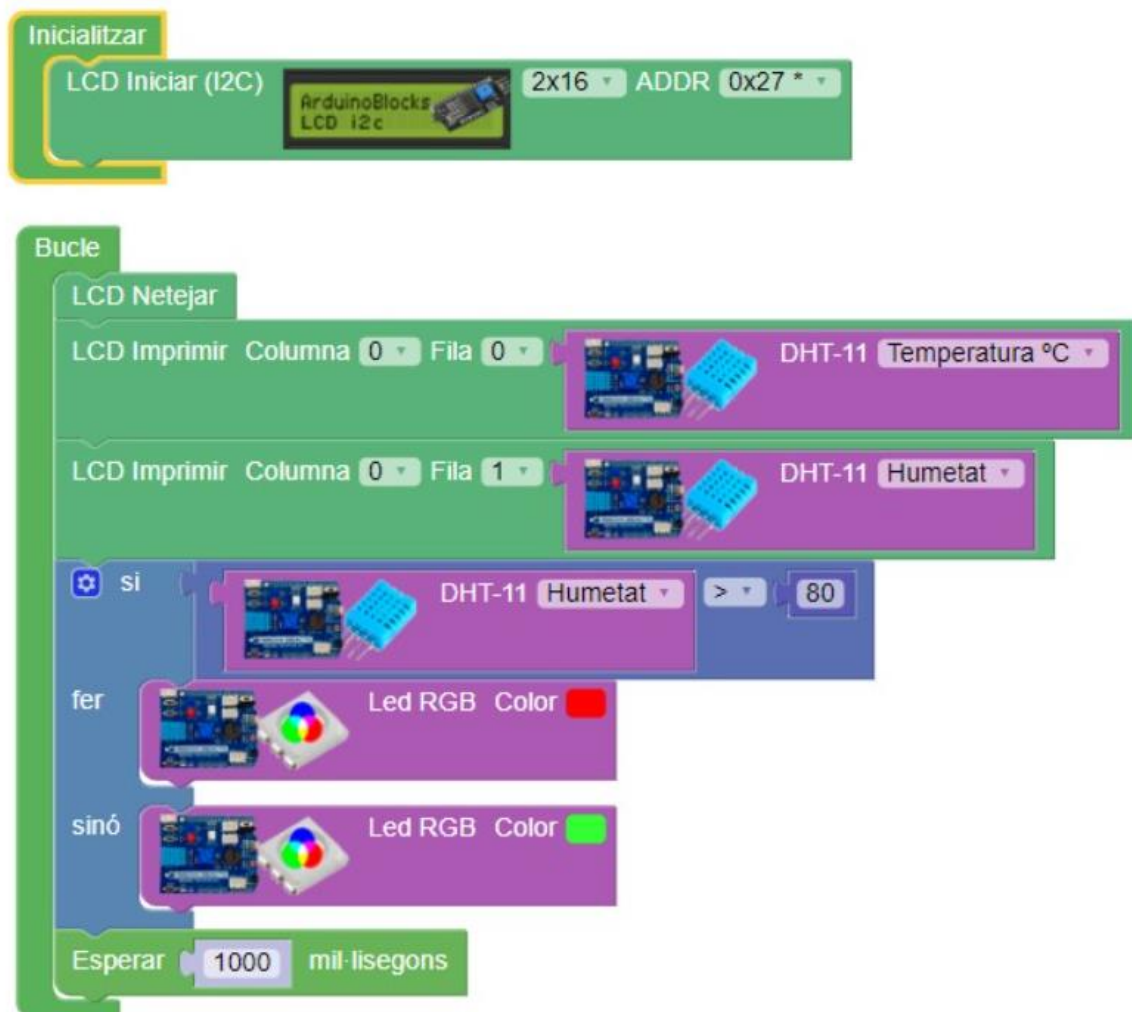 Inicialitzar
LCD Iniciar (I2C) 2x16 ADDR 0x27 *
ArduinoBlocks
LCD i2c
Bucle
LCD Netejar
LCD Imprimir Columna 0 Fila 0 DHT-11 Temperatura ºC
LCD Imprimir Columna 0 Fila 1 DHT-11 Humetat
si DHT-11 Humetat > 80
fer Led RGB Color
sinó Led RGB Color
Esperar 1000 mil·lisegons